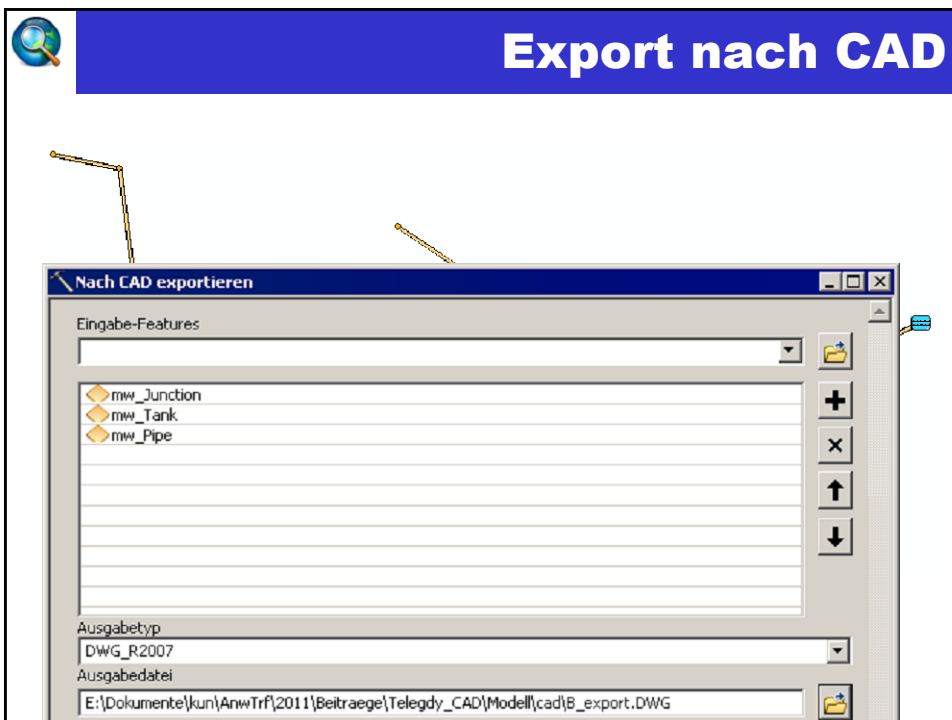 Export nach CAD
Nach CAD exportieren
Eingabe-Features
mw_Junction
mw_Tank
mw_Pipe
Ausgabetyp
DWG_R2007
Ausgabedatei
E:\Dokumente\kun\AnwTrf\2011\Beitraege\Telegdy_CAD\Modell\cad\B_export.DWG